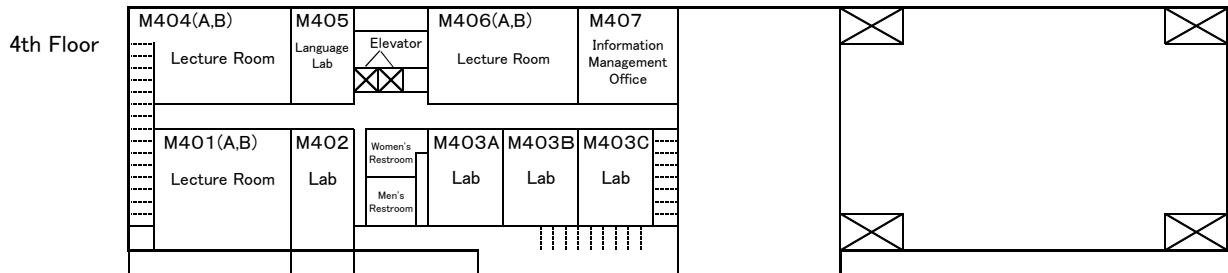 4th Floor
M404(A,B)
Lecture Room
M405
Language
Lab
Elevator
M406(A,B)
Lecture Room
M407
Information
Management
Office
M401(A,B)
Lecture Room
M402
Lab
Women's
Restroom
Men's
Restroom
M403A
Lab
M403B
Lab
M403C
Lab